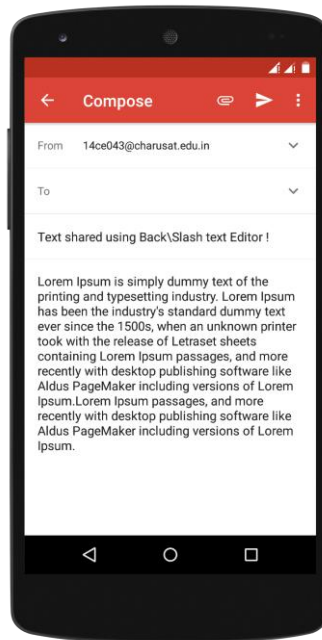 Compose
From 14ce043@charusat.edu.in
To
Text shared using Back\Slash text Editor !
Lorem Ipsum is simply dummy text of the
printing and typesetting industry. Lorem Ipsum
has been the industry's standard dummy text
ever since the 1500s, when an unknown printer
took with the release of Letraset sheets
containing Lorem Ipsum passages, and more
recently with desktop publishing software like
Aldus PageMaker including versions of Lorem
Ipsum.Lorem Ipsum passages, and more
recently with desktop publishing software like
Aldus PageMaker including versions of Lorem
Ipsum.